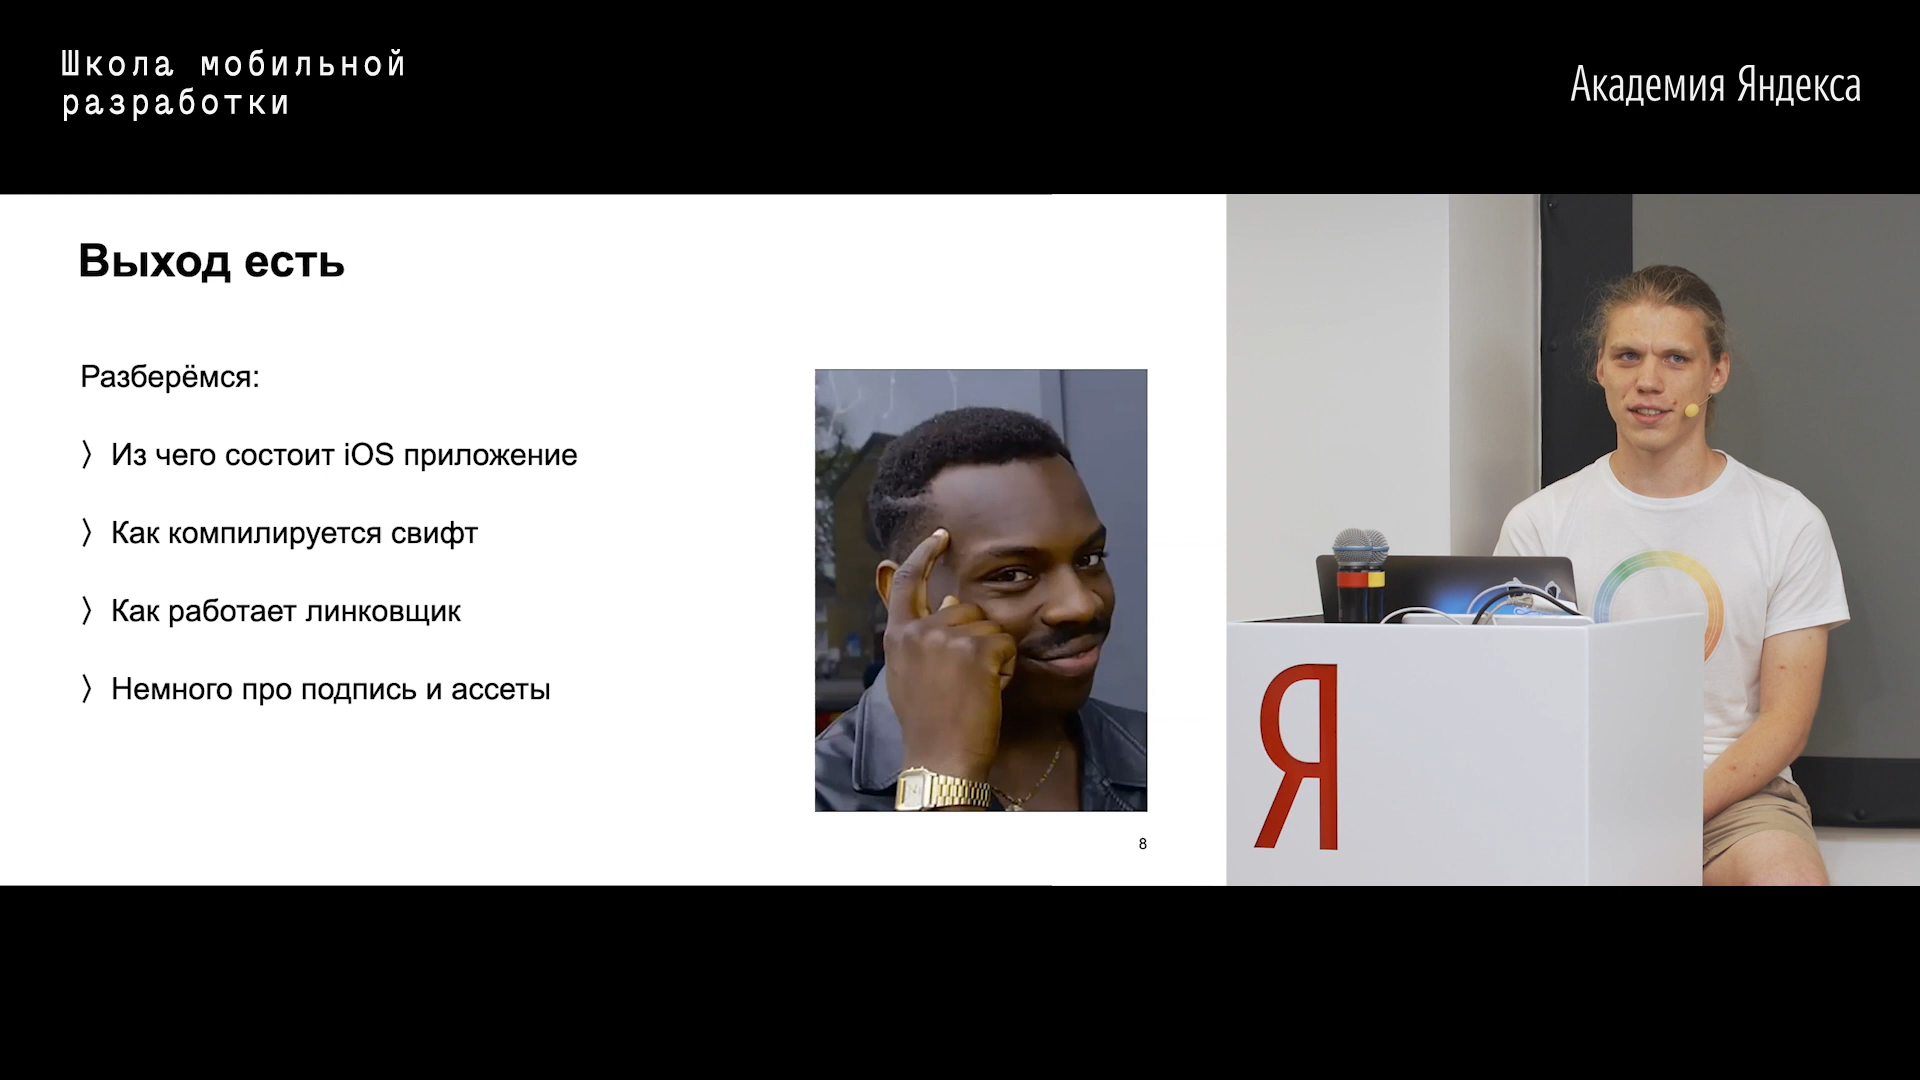 Школа мобильной
разработки
Академия Яндекса
Выход есть
Разберёмся:
〉 Из чего состоит iOS приложение
〉 Как компилируется свифт
〉 Как работает линковщик
〉 Немного про подпись и ассеты
8
Я